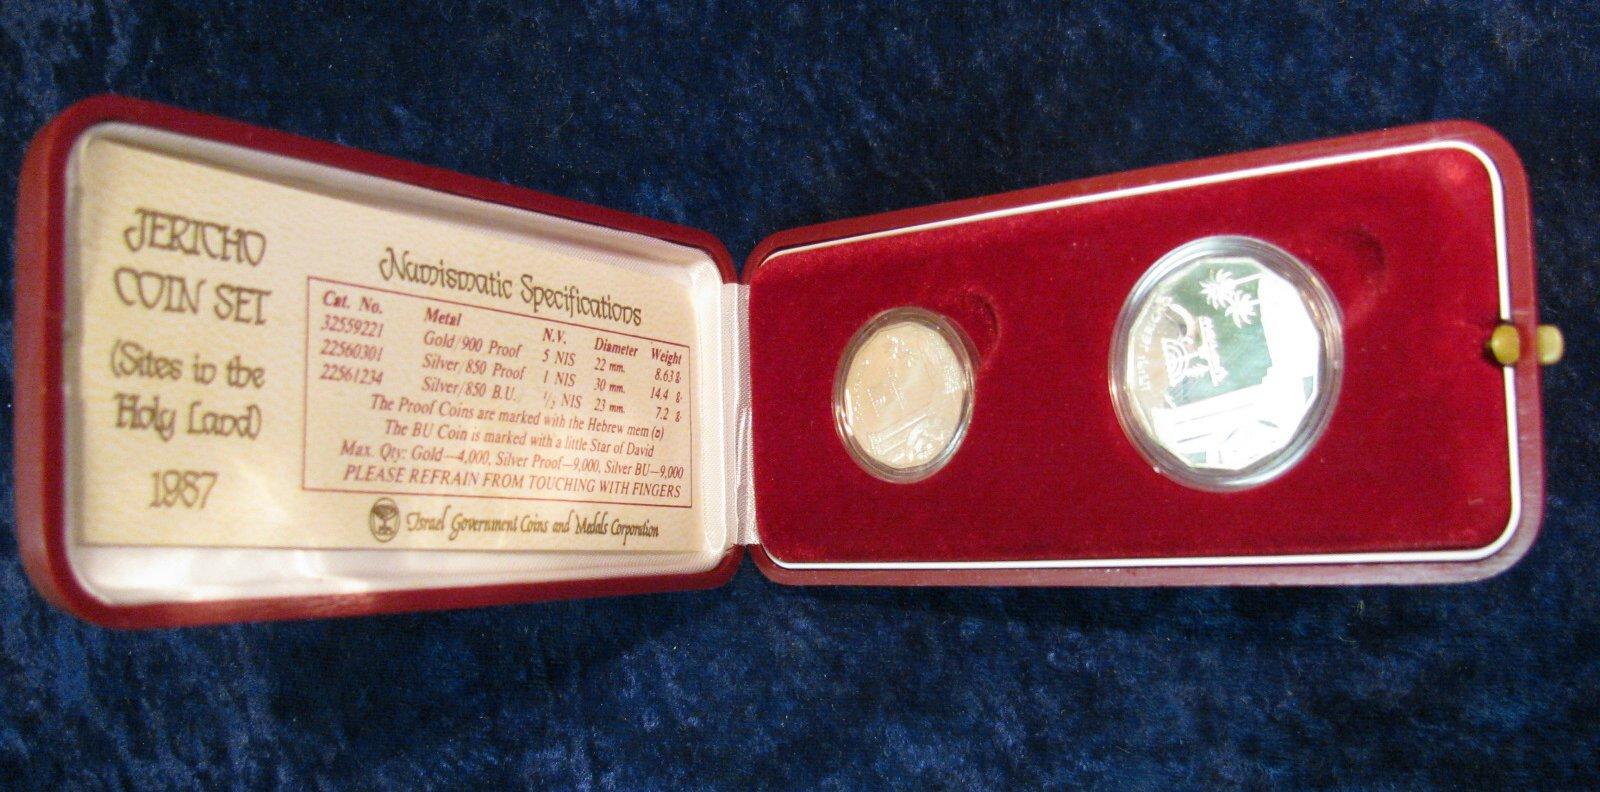 JERICHO
COIN SET
(Sites in the
Holy Land)
1987
Numismatic Specifications
Cat. No. Metal N.V. Diameter Weight
32559221 Gold/900 Proof 5 NIS 22 mm. 8.63 g.
22560301 Silver/850 Proof 1 NIS 30 mm. 14.4 g.
22561234 Silver/850 B.U. ½ NIS 23 mm. 7.2 g.
The Proof Coins are marked with the Hebrew mem (מ)
The BU Coin is marked with a little Star of David
Max. Qty: Gold—4,000, Silver Proof—9,000, Silver BU—9,000
PLEASE REFRAIN FROM TOUCHING WITH FINGERS
Israel Government Coins and Medals Corporation
JERICHO יריחו